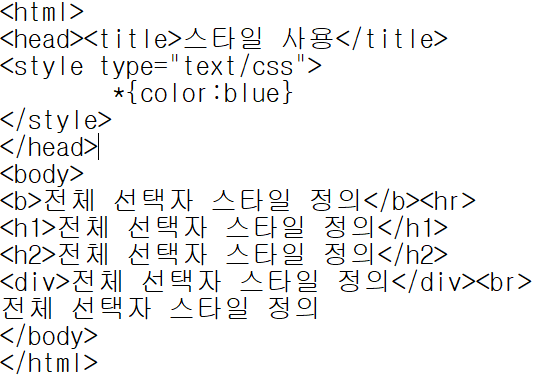 <html>
<head><title>스타일 사용</title>
<style type="text/css">
*{color:blue}
</style>
</head>
<body>
<b>전체 선택자 스타일 정의</b><hr>
<h1>전체 선택자 스타일 정의</h1>
<h2>전체 선택자 스타일 정의</h2>
<div>전체 선택자 스타일 정의</div><br>
전체 선택자 스타일 정의
</body>
</html>